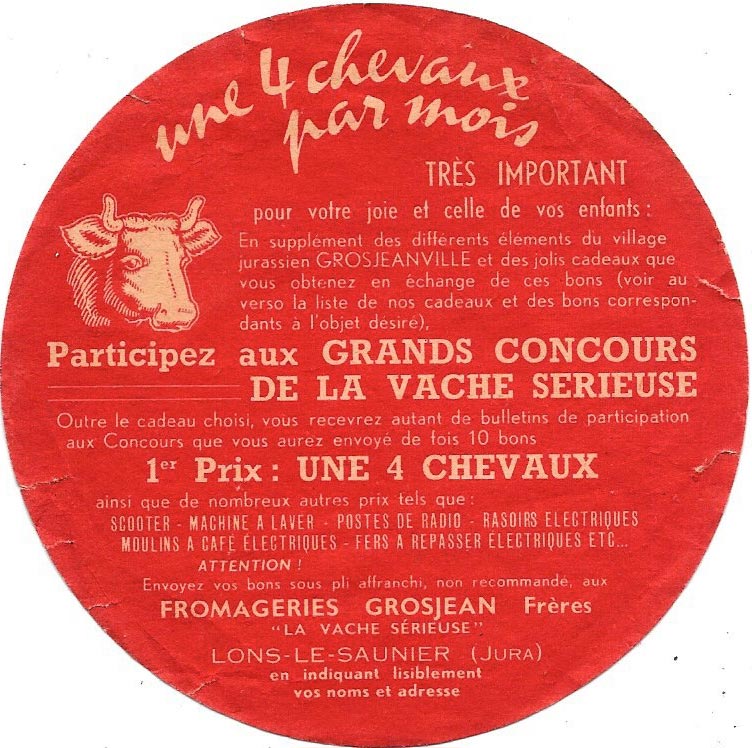 une 4 chevaux
par mois
TRÈS IMPORTANT
pour votre joie et celle de vos enfants :
En supplément des différents éléments du village
jurassien GROSJEANVILLE et des jolis cadeaux que
vous obtenez en échange de ces bons (voir au
verso la liste de nos cadeaux et des bons correspon-
dants à l'objet désiré),
Participez aux GRANDS CONCOURS
DE LA VACHE SERIEUSE
Outre le cadeau choisi, vous recevrez autant de bulletins de participation
aux Concours que vous aurez envoyé de fois 10 bons
1er Prix : UNE 4 CHEVAUX
ainsi que de nombreux autres prix tels que :
SCOOTER - MACHINE A LAVER - POSTES DE RADIO - RASOIRS ELECTRIQUES
MOULINS A CAFÉ ÉLECTRIQUES - FERS A REPASSER ÉLECTRIQUES ETC...
ATTENTION !
Envoyez vos bons sous pli affranchi, non recommandé, aux
FROMAGERIES GROSJEAN Frères
"LA VACHE SÉRIEUSE"
LONS-LE-SAUNIER (JURA)
en indiquant lisiblement
vos noms et adresse